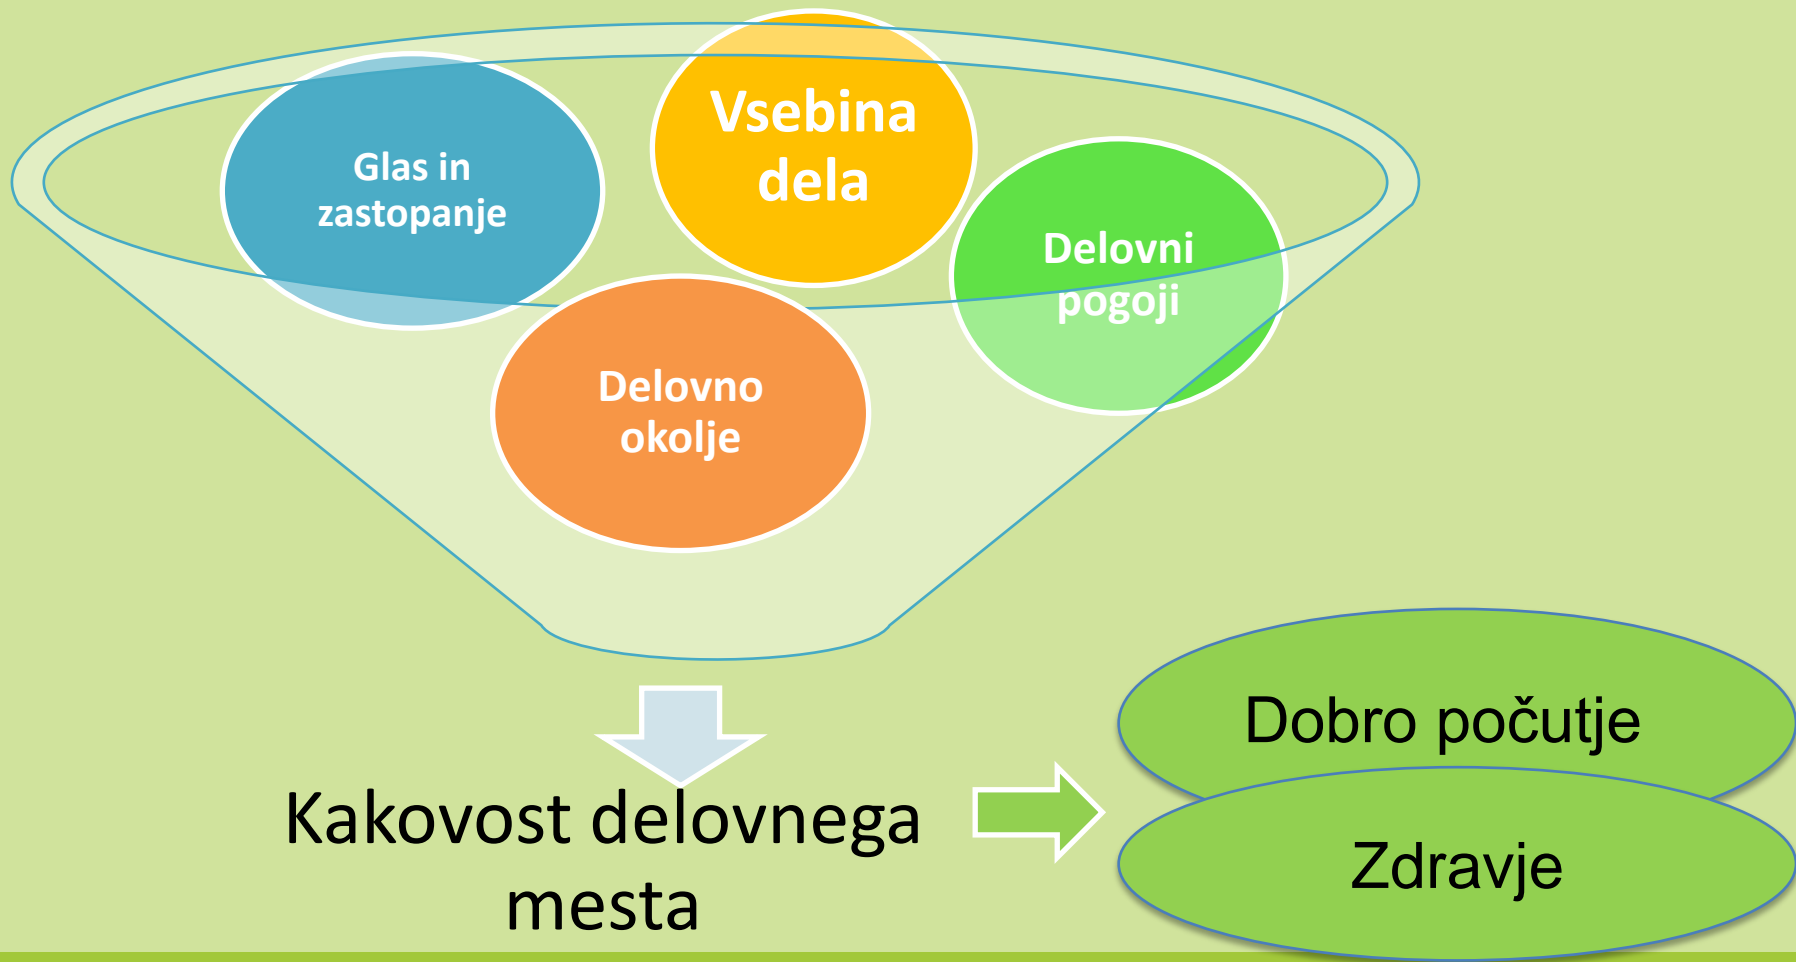 Vsebina
dela
Glas in
zastopanje
Delovni
pogoji
Delovno
okolje
Kakovost delovnega
mesta
Dobro počutje
Zdravje